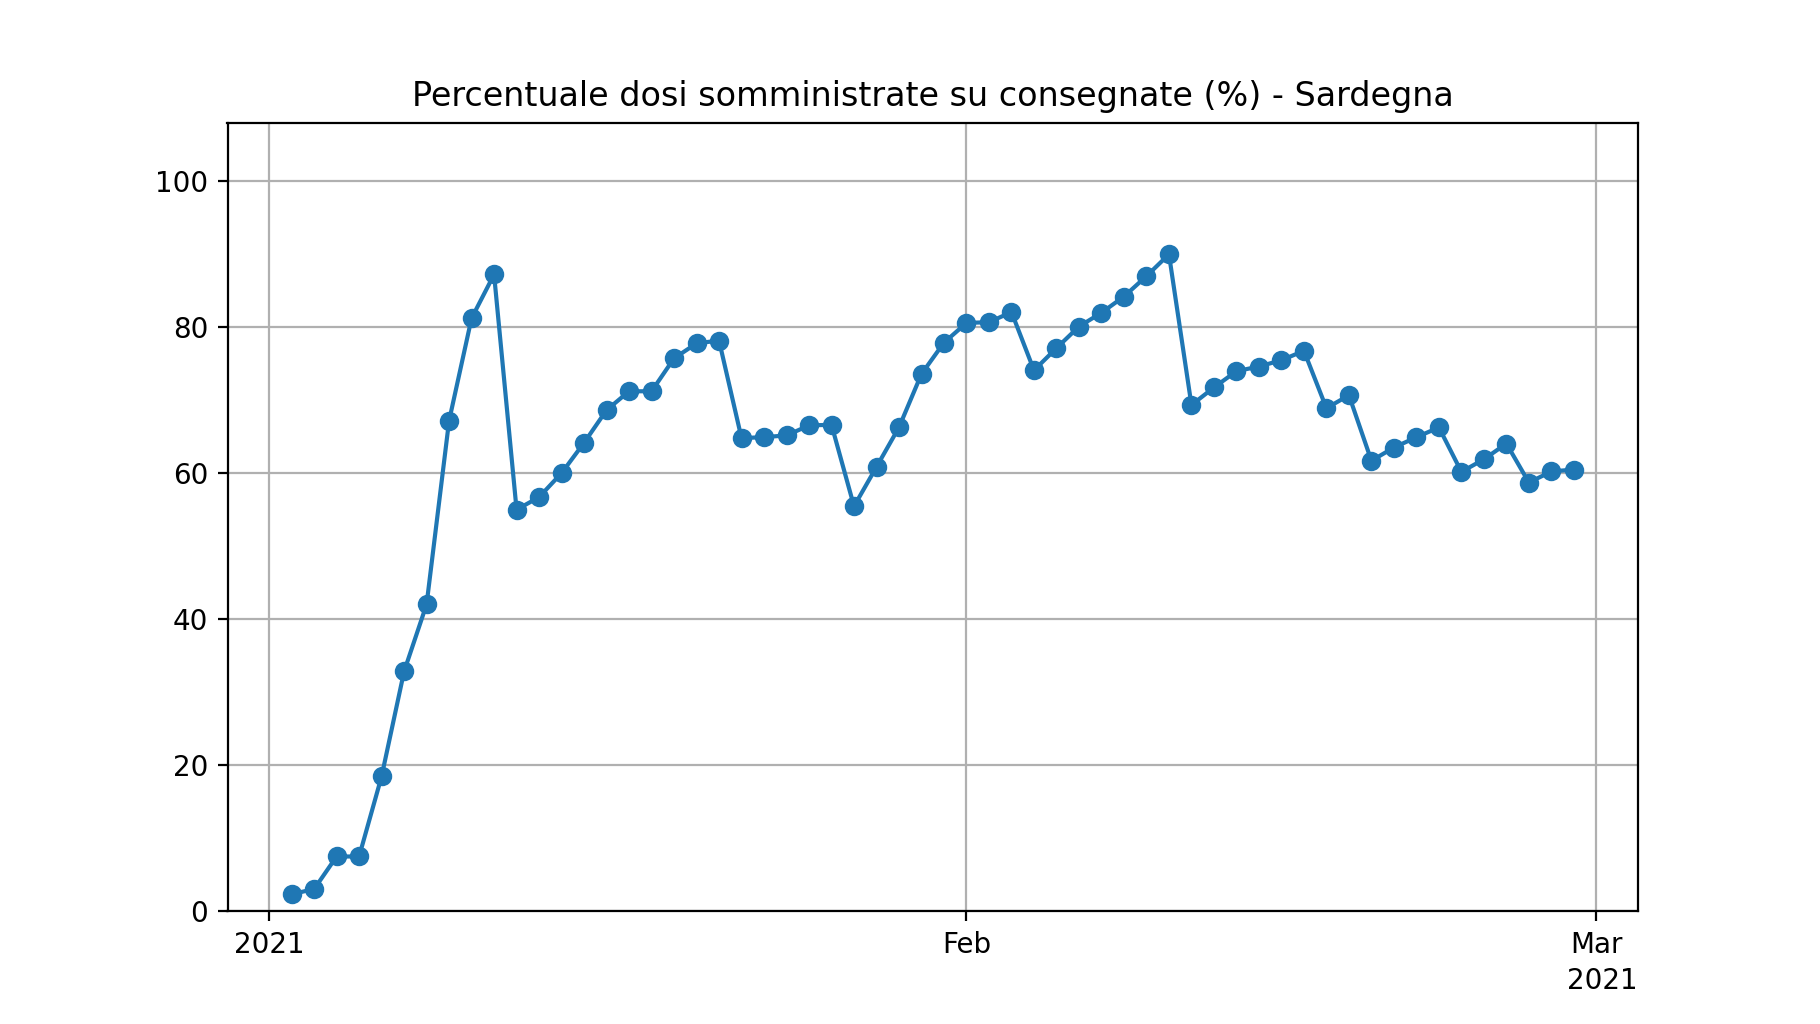 Percentuale dosi somministrate su consegnate (%) - Sardegna
100
80
60
40
20
0
2021
Feb
Mar
2021